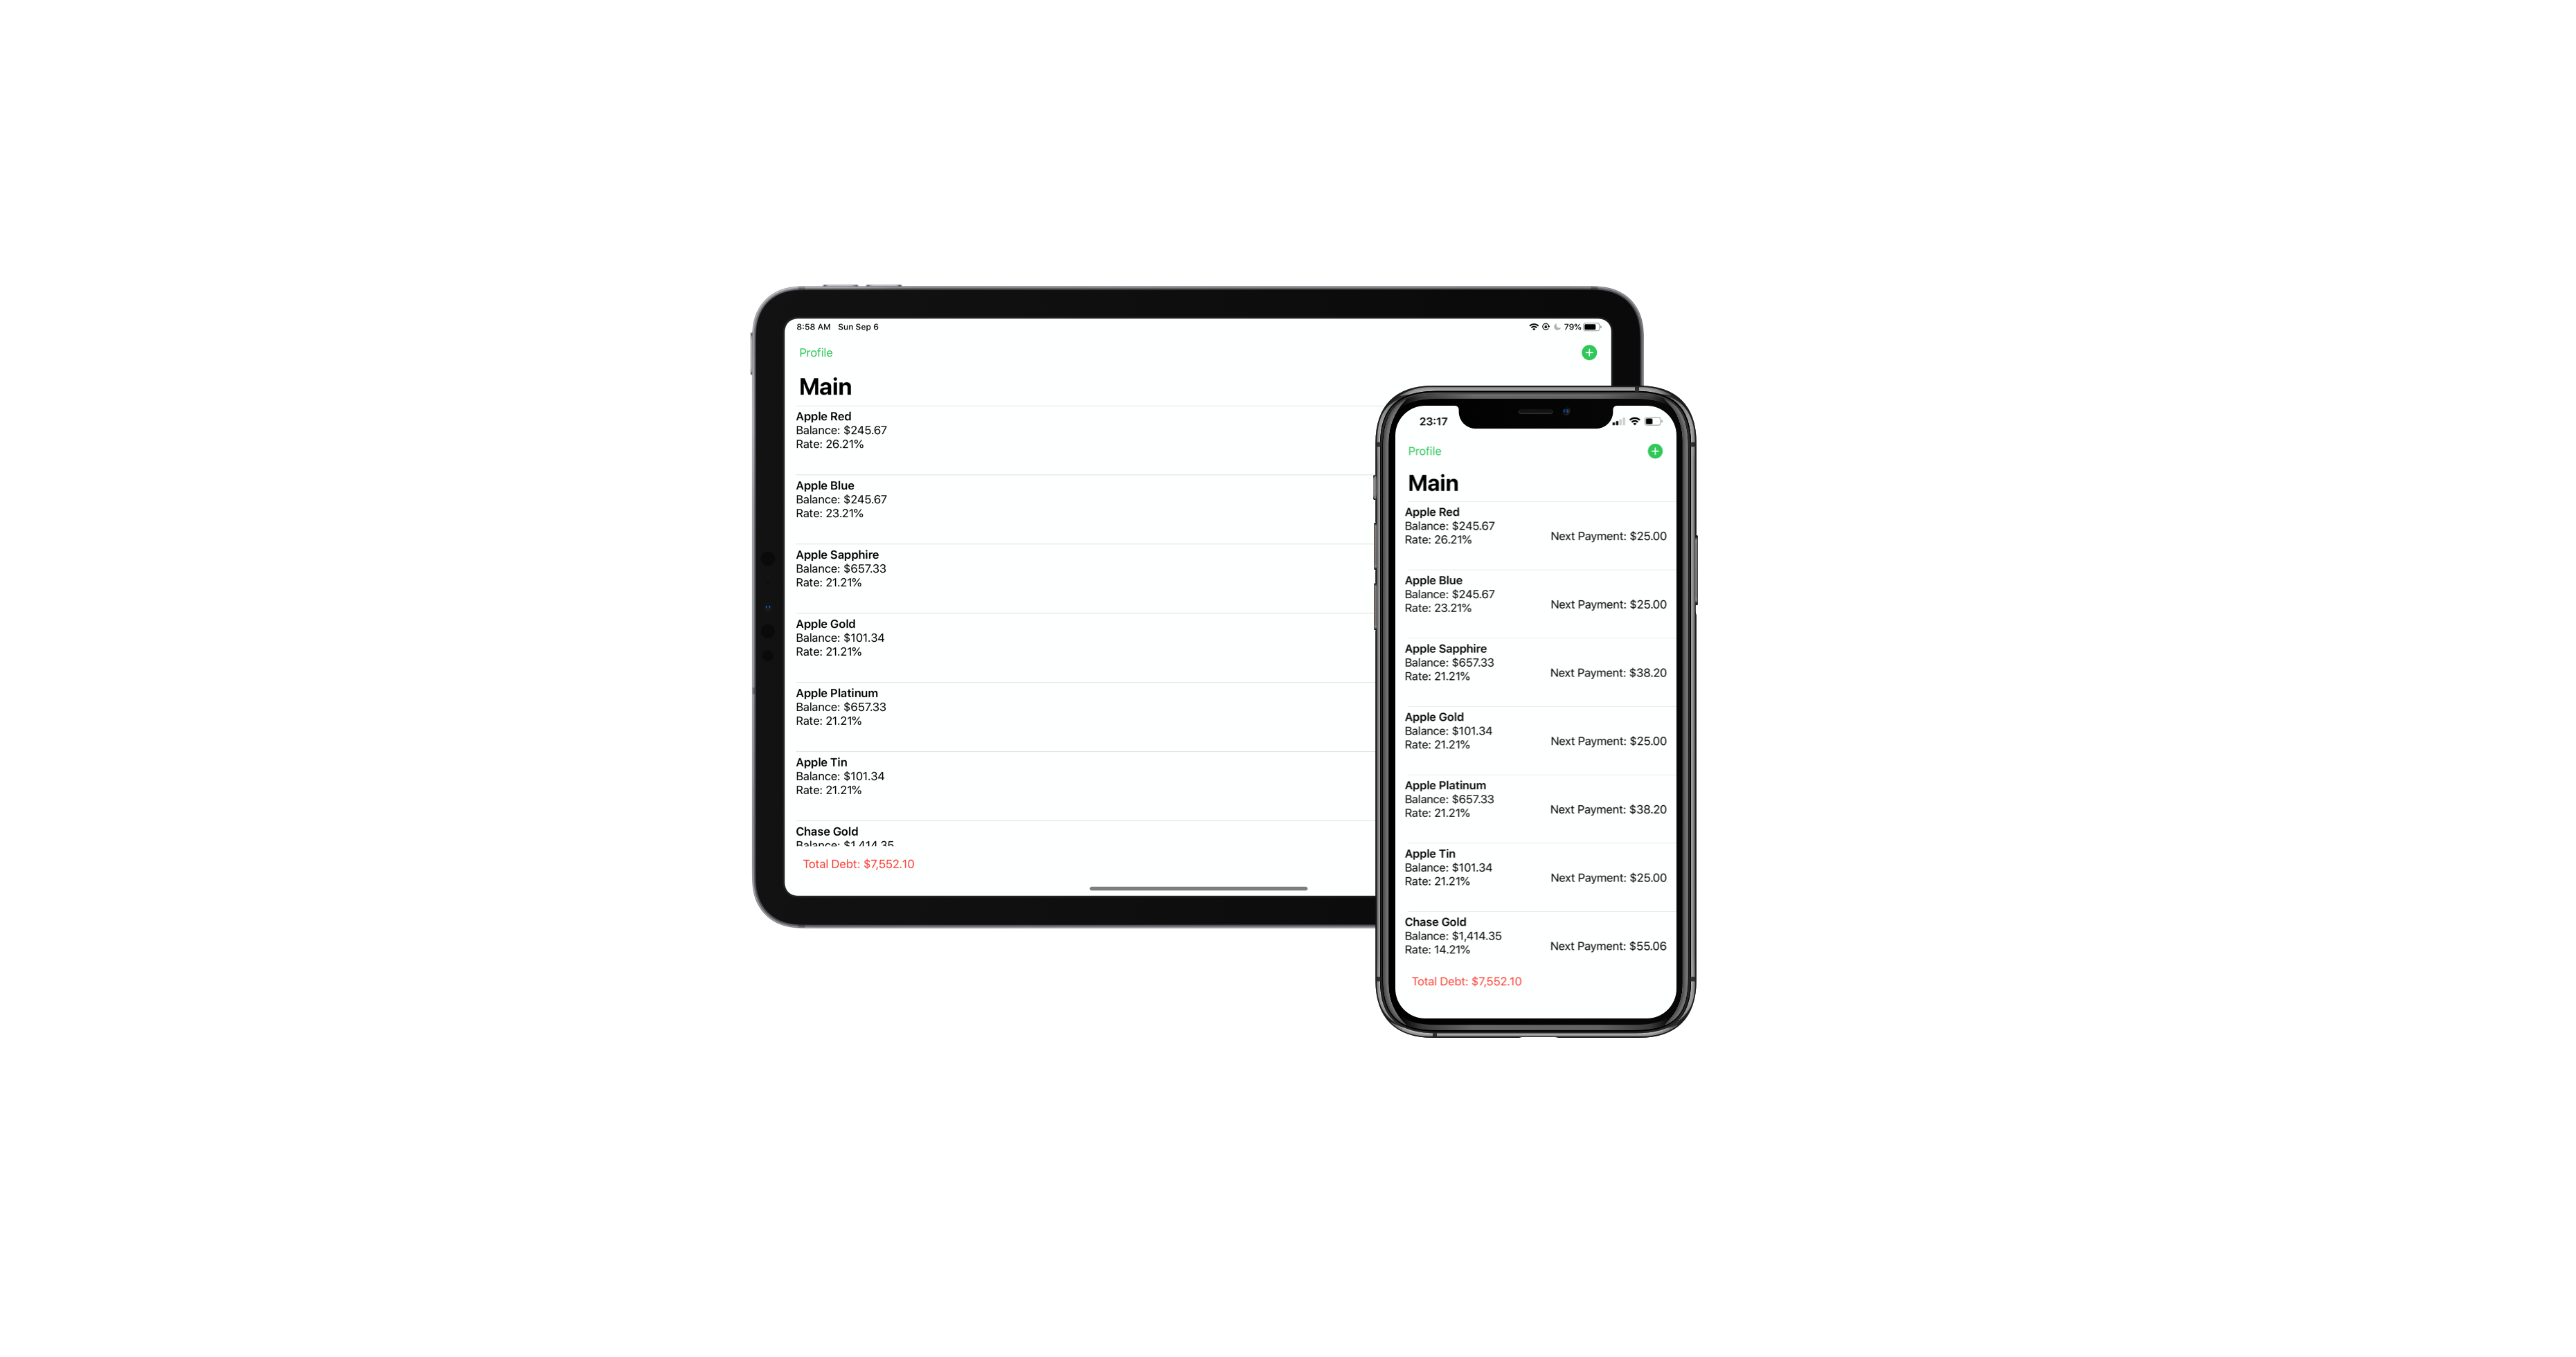 8:58 AM Sun Sep 6 79%
Profile
Main
Apple Red
Balance: $245.67
Rate: 26.21%
Apple Blue
Balance: $245.67
Rate: 23.21%
Apple Sapphire
Balance: $657.33
Rate: 21.21%
Apple Gold
Balance: $101.34
Rate: 21.21%
Apple Platinum
Balance: $657.33
Rate: 21.21%
Apple Tin
Balance: $101.34
Rate: 21.21%
Chase Gold
Balance: $1,414.35
Total Debt: $7,552.10
23:17
Profile
Main
Apple Red
Balance: $245.67
Rate: 26.21%
Next Payment: $25.00
Apple Blue
Balance: $245.67
Rate: 23.21%
Next Payment: $25.00
Apple Sapphire
Balance: $657.33
Rate: 21.21%
Next Payment: $38.20
Apple Gold
Balance: $101.34
Rate: 21.21%
Next Payment: $25.00
Apple Platinum
Balance: $657.33
Rate: 21.21%
Next Payment: $38.20
Apple Tin
Balance: $101.34
Rate: 21.21%
Next Payment: $25.00
Chase Gold
Balance: $1,414.35
Rate: 14.21%
Next Payment: $55.06
Total Debt: $7,552.10